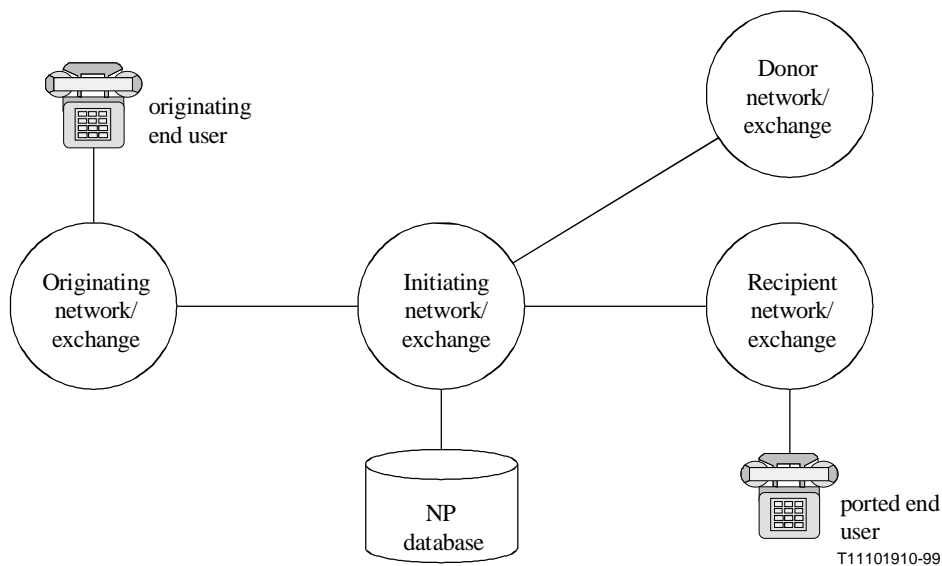 originating
end user
Donor
network/
exchange
Originating
network/
exchange
Initiating
network/
exchange
Recipient
network/
exchange
NP
database
ported end
user
T11101910-99